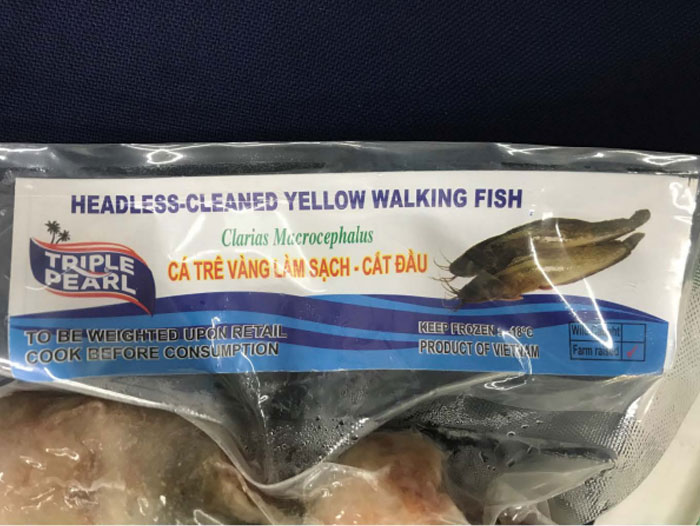 HEADLESS-CLEANED YELLOW WALKING FISH
Clarias Macrocephalus
TRIPLE
PEARL
CÁ TRÊ VÀNG LÀM SẠCH - CẮT ĐẦU
TO BE WEIGHTED UPON RETAIL
COOK BEFORE CONSUMPTION
KEEP FROZEN : -18°C
PRODUCT OF VIETNAM
Farm raised